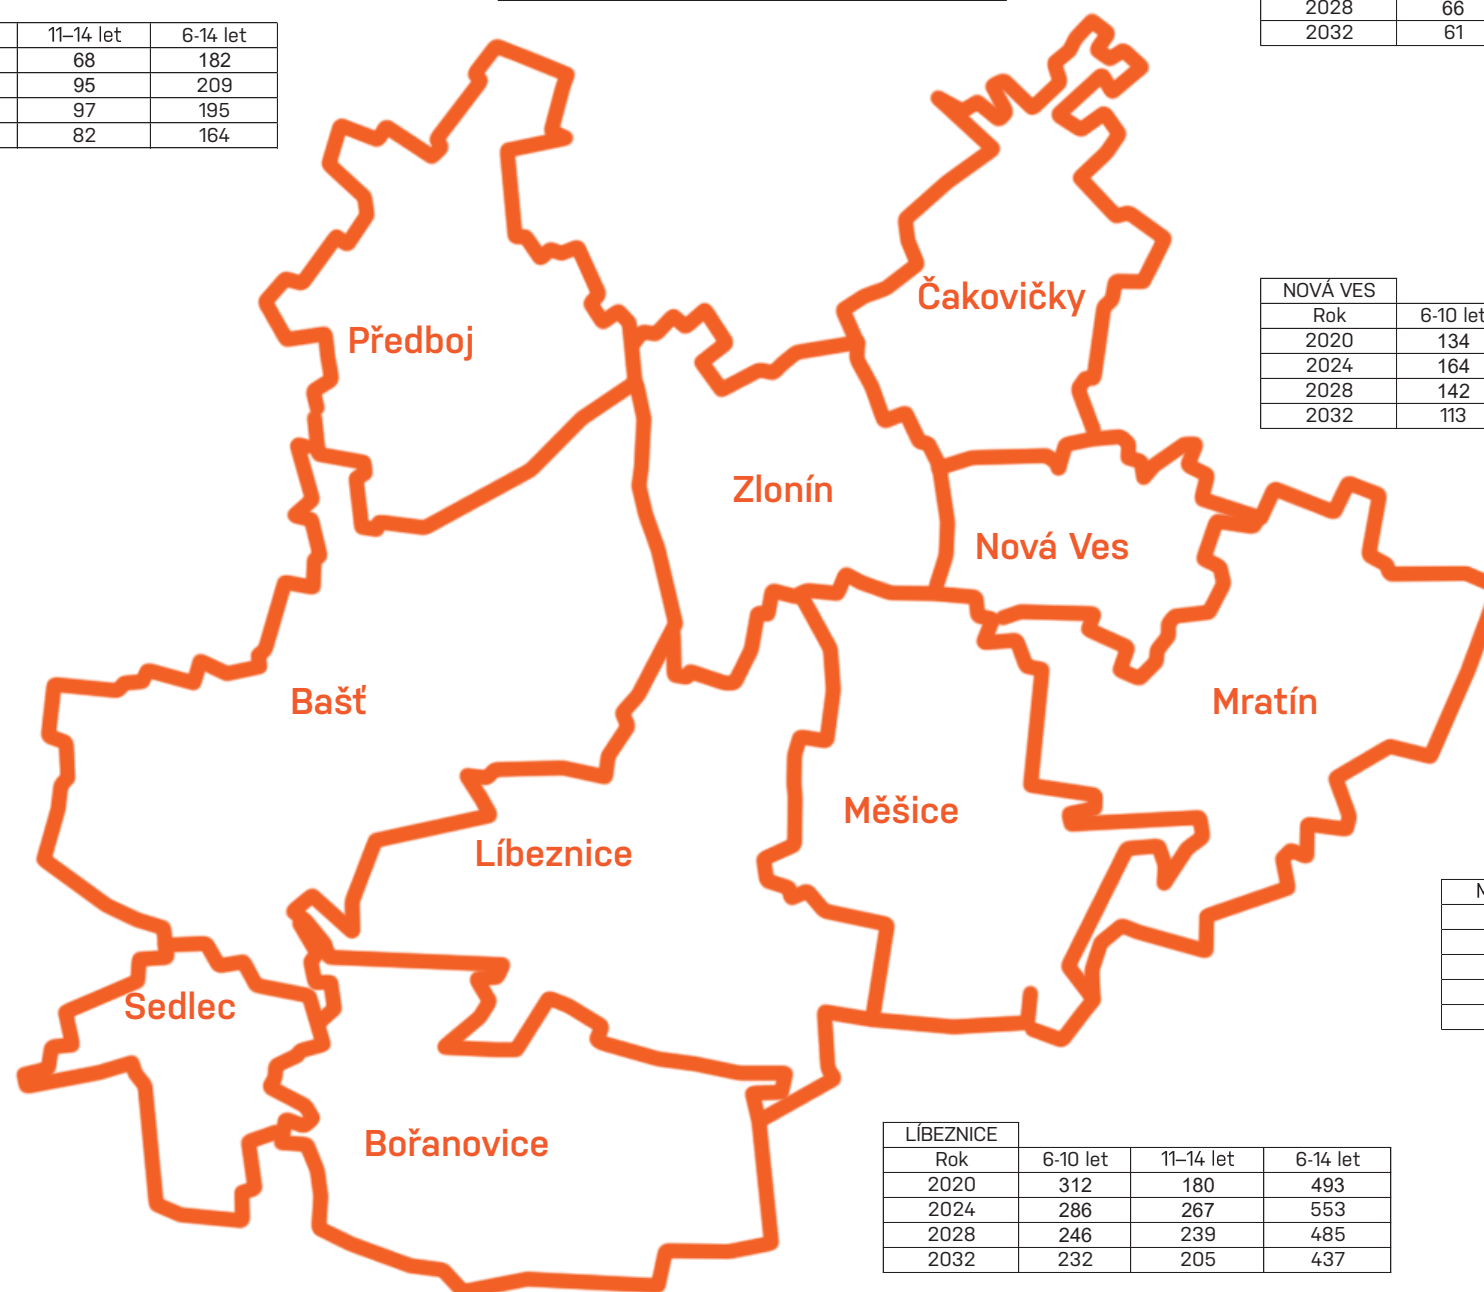 2028 66
2032 61
11–14 let 6-14 let
68 182
95 209
97 195
82 164
Čakovičky
NOVÁ VES
Rok 6-10 let
2020 134
2024 164
2028 142
2032 113
Předboj
Zlonín
Nová Ves
Bašť
Mratín
Měšice
Líbeznice
Sedlec
Bořanovice
LÍBEZNICE
Rok 6-10 let 11–14 let 6-14 let
2020 312 180 493
2024 286 267 553
2028 246 239 485
2032 232 205 437